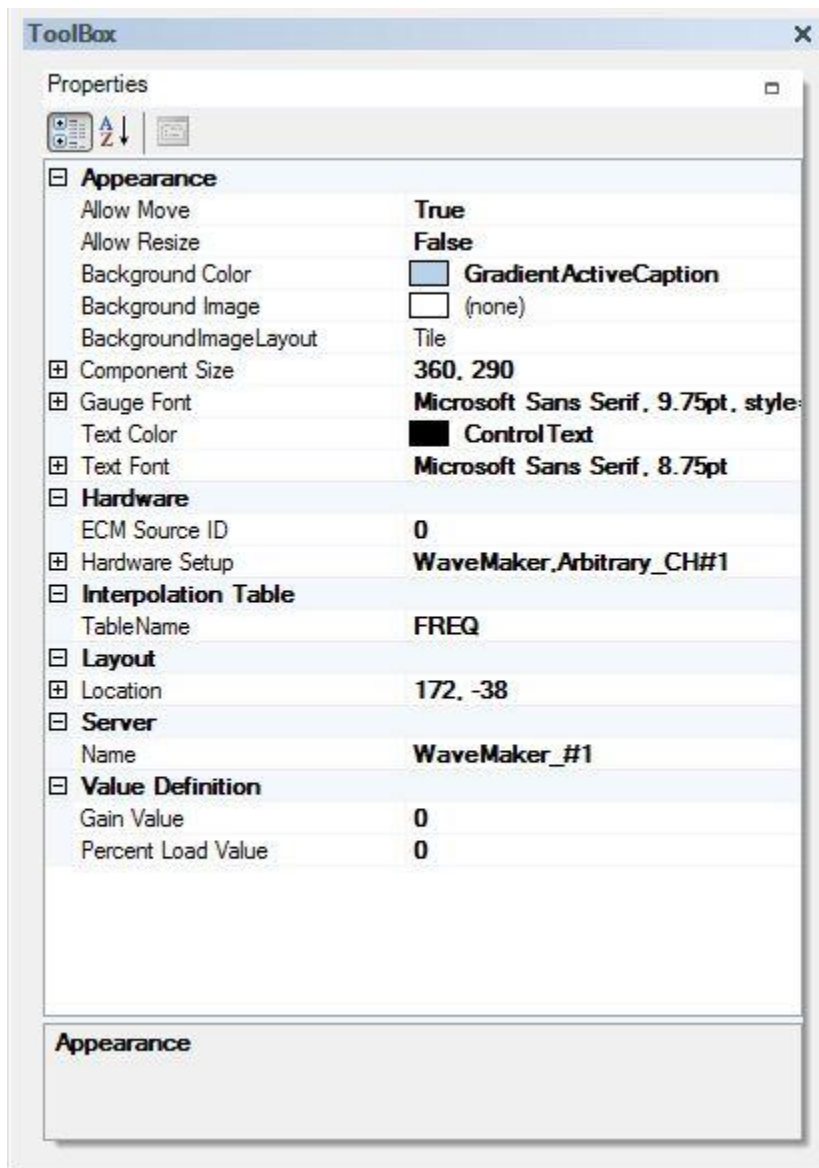 ToolBox
Properties
Appearance
Allow Move True
Allow Resize False
Background Color GradientActiveCaption
Background Image (none)
BackgroundImageLayout Tile
Component Size 360, 290
Gauge Font Microsoft Sans Serif, 9.75pt, style=
Text Color ControlText
Text Font Microsoft Sans Serif, 8.75pt
Hardware
ECM Source ID 0
Hardware Setup WaveMaker,Arbitrary_CH#1
Interpolation Table
TableName FREQ
Layout
Location 172, -38
Server
Name WaveMaker_#1
Value Definition
Gain Value 0
Percent Load Value 0
Appearance